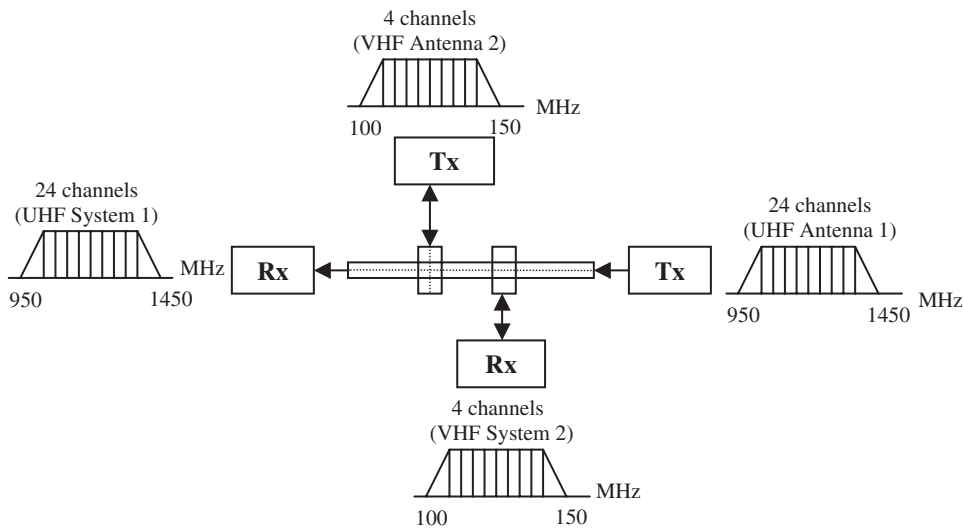 4 channels
(VHF Antenna 2)
MHz
100
150
Tx
24 channels
(UHF System 1)
MHz
950
1450
Rx
Tx
24 channels
(UHF Antenna 1)
MHz
950
1450
Rx
4 channels
(VHF System 2)
MHz
100
150